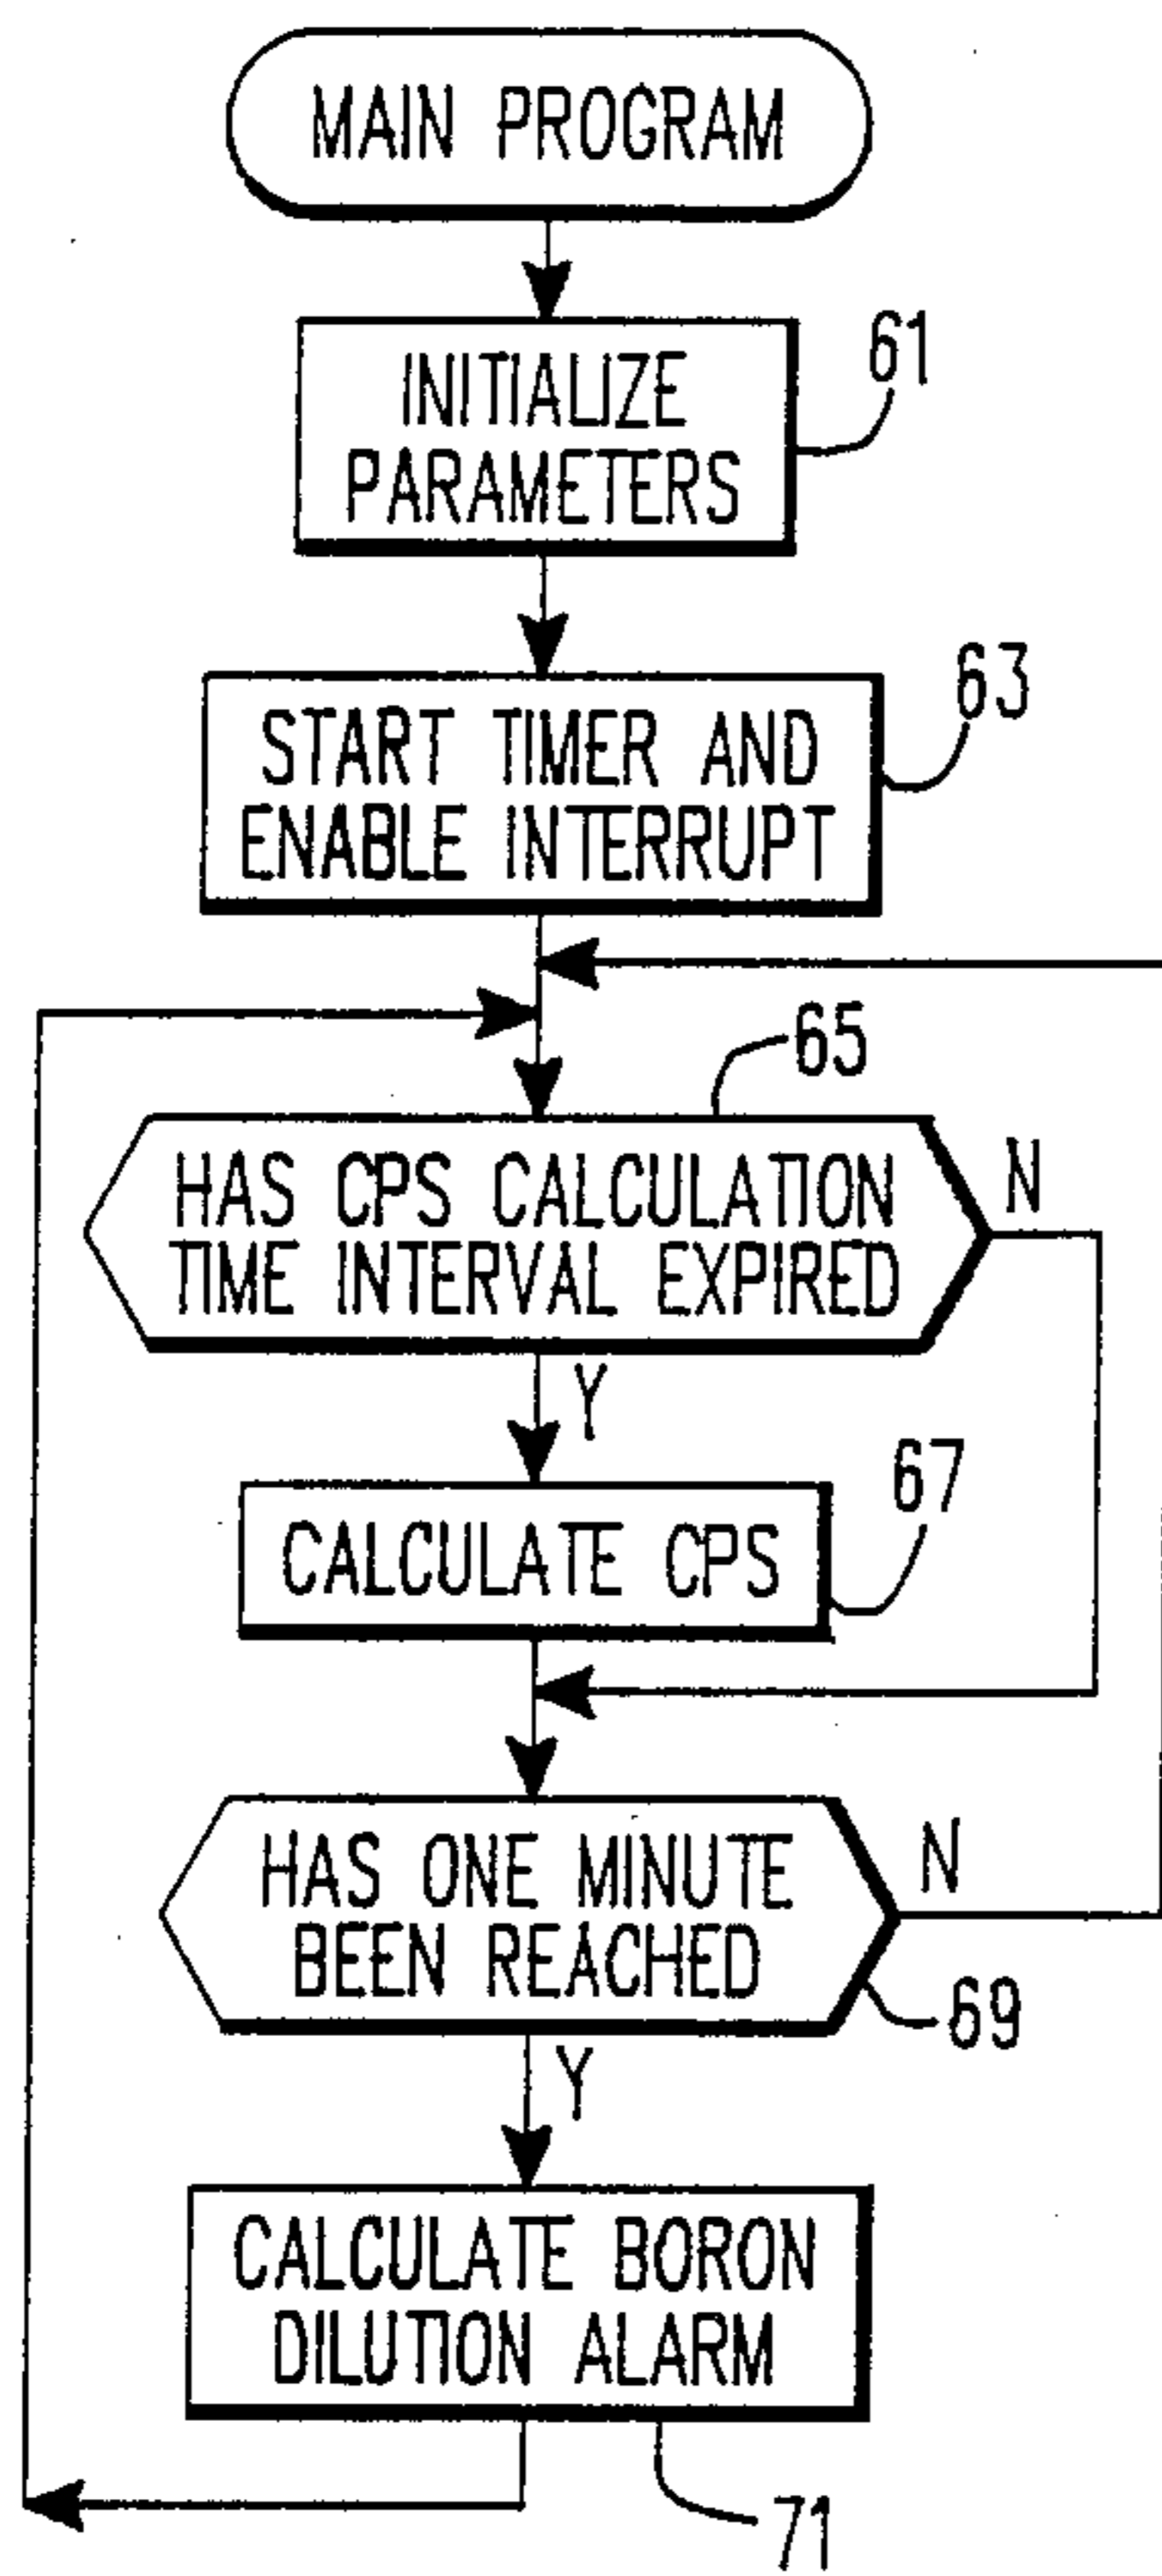 MAIN PROGRAM
INITIALIZE
PARAMETERS
61
START TIMER AND
ENABLE INTERRUPT
63
65
HAS CPS CALCULATION
TIME INTERVAL EXPIRED
N
Y
CALCULATE CPS
67
HAS ONE MINUTE
BEEN REACHED
N
69
Y
CALCULATE BORON
DILUTION ALARM
71